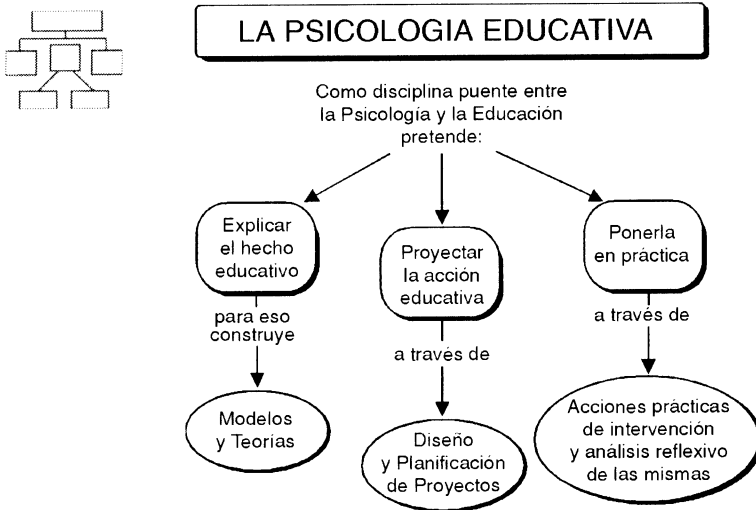 LA PSICOLOGIA EDUCATIVA
Como disciplina puente entre
la Psicología y la Educación
pretende:
Explicar
el hecho
educativo
para eso
construye
Modelos
y Teorías
Proyectar
la acción
educativa
a través de
Diseño
y Planificación
de Proyectos
Ponerla
en práctica
a través de
Acciones prácticas
de intervención
y análisis reflexivo
de las mismas